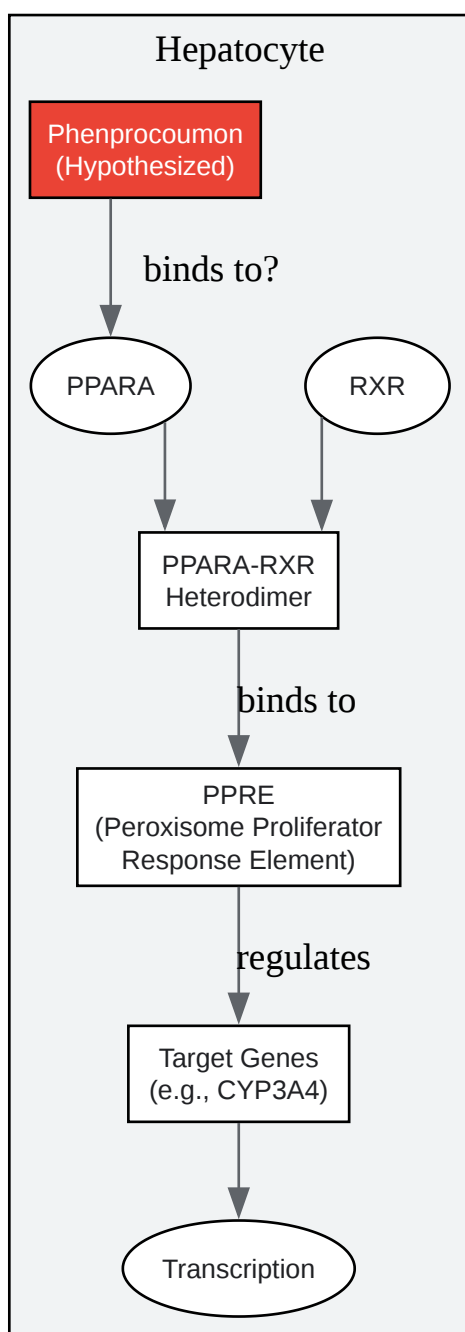 Hepatocyte
Phenprocoumon
(Hypothesized)
binds to?
PPARA
RXR
PPARA-RXR
Heterodimer
binds to
PPRE
(Peroxisome Proliferator
Response Element)
regulates
Target Genes
(e.g., CYP3A4)
Transcription